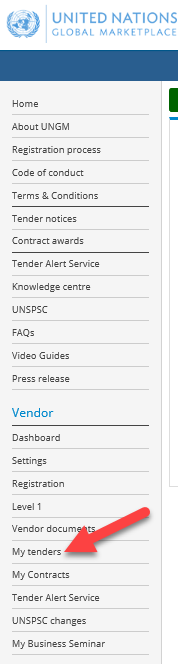 UNITED NATIONS
GLOBAL MARKETPLACE
Home
About UNGM
Registration process
Code of conduct
Terms & Conditions
Tender notices
Contract awards
Tender Alert Service
Knowledge centre
UNSPSC
FAQs
Video Guides
Press release
Vendor
Dashboard
Settings
Registration
Level 1
Vendor documents
My tenders
My Contracts
Tender Alert Service
UNSPSC changes
My Business Seminar